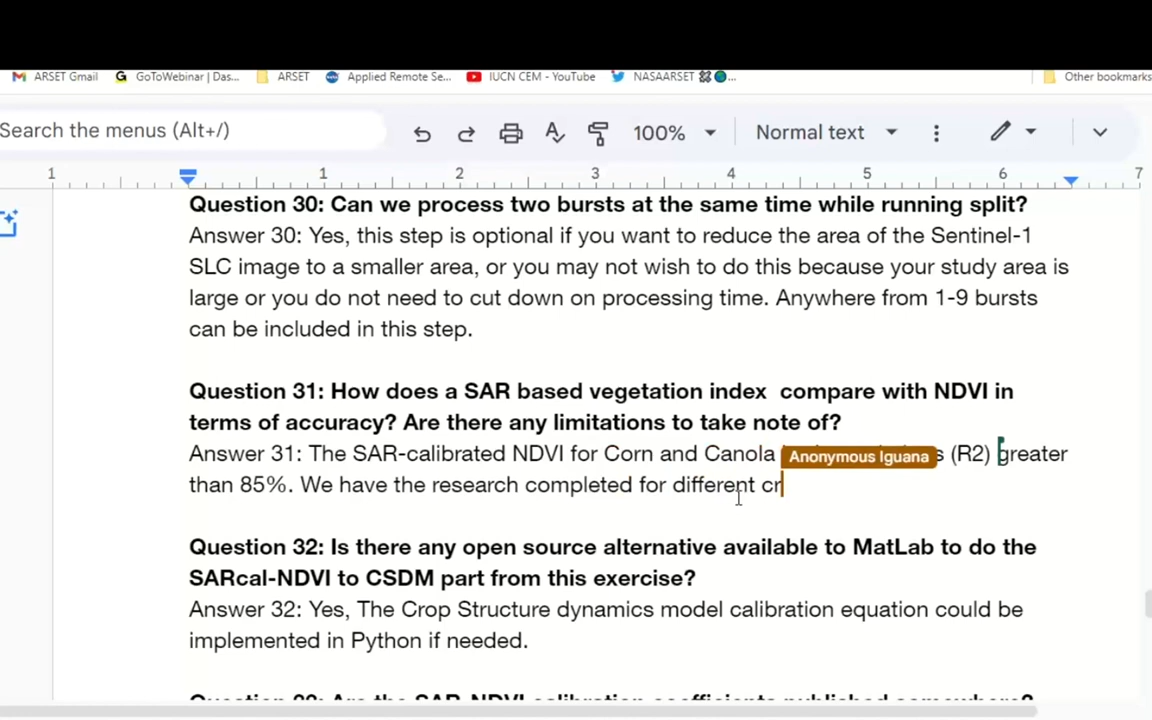 ARSET Gmail GoToWebinar | Das... ARSET Applied Remote Se... IUCN CEM - YouTube NASAARSET 🛰🌎... Other bookmarks
Search the menus (Alt+/) 100% Normal text
1 1 2 3 4 5 6 7
Question 30: Can we process two bursts at the same time while running split?
Answer 30: Yes, this step is optional if you want to reduce the area of the Sentinel-1
SLC image to a smaller area, or you may not wish to do this because your study area is
large or you do not need to cut down on processing time. Anywhere from 1-9 bursts
can be included in this step.
Question 31: How does a SAR based vegetation index compare with NDVI in
terms of accuracy? Are there any limitations to take note of?
Answer 31: The SAR-calibrated NDVI for Corn and Canola Anonymous Iguana (R2) greater
than 85%. We have the research completed for different cr
Question 32: Is there any open source alternative available to MatLab to do the
SARcal-NDVI to CSDM part from this exercise?
Answer 32: Yes, The Crop Structure dynamics model calibration equation could be
implemented in Python if needed.
Are the SAR-NDVI calibration coefficients published somewhere?